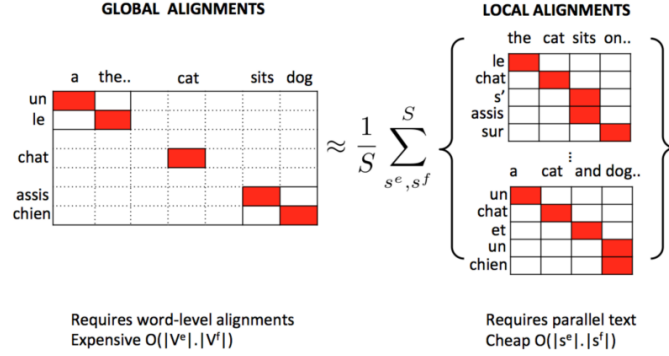 GLOBAL ALIGNMENTS
a the.. cat sits dog
un
le
chat
assis
chien
≈ 1/S ∑ S s^e, s^f
LOCAL ALIGNMENTS
the cat sits on..
le
chat
s'
assis
sur
⋮
a cat and dog..
un
chat
et
un
chien
Requires word-level alignments
Expensive O(|V^e|.|V^f|)
Requires parallel text
Cheap O(|s^e|.|s^f|)